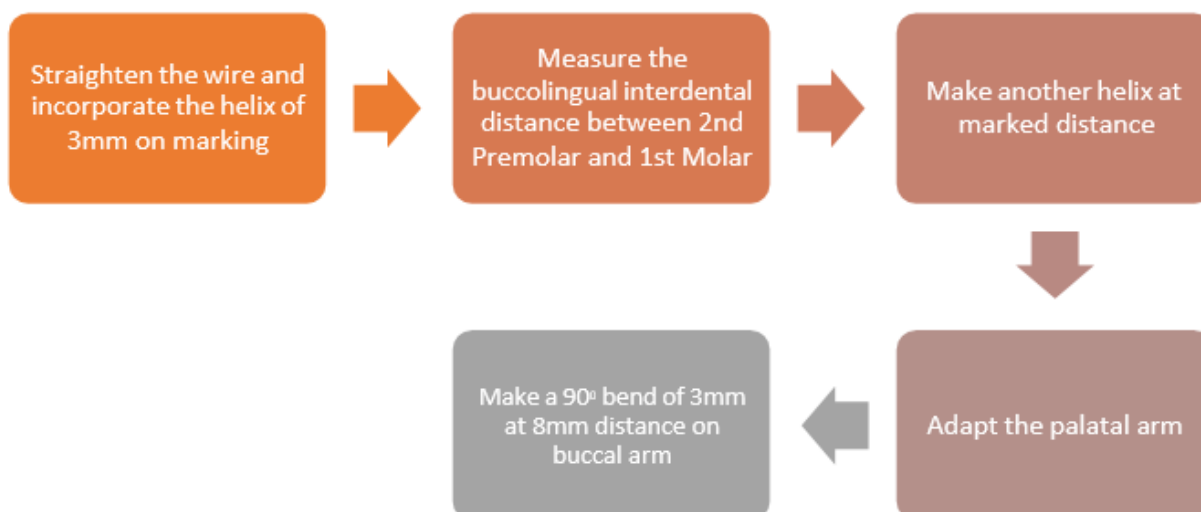 Straighten the wire and
incorporate the helix of
3mm on marking
Measure the
buccolingual interdental
distance between 2nd
Premolar and 1st Molar
Make another helix at
marked distance
Adapt the palatal arm
Make a 90⁰ bend of 3mm
at 8mm distance on
buccal arm